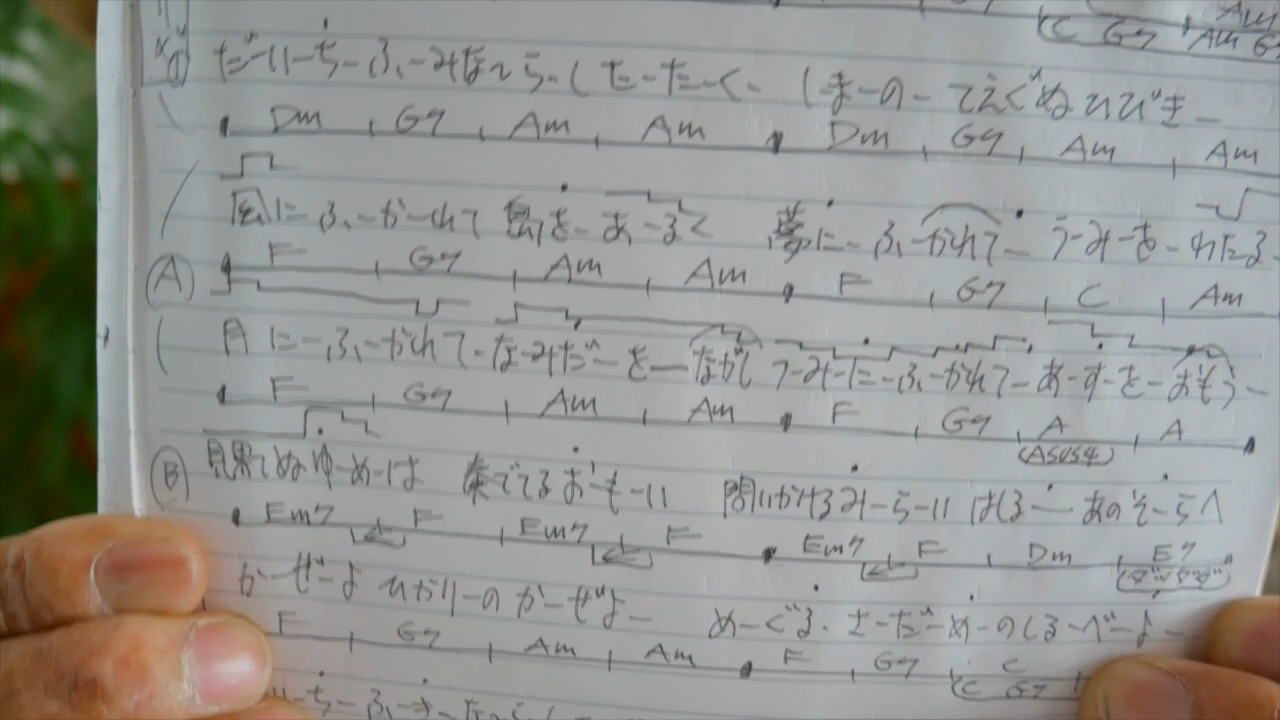 Am
C G7 Am G7
だーいーちーふ、ーみなーらーし たーたーく、 しまーのー てえぐぬひびきー
Dm G7 Am Am Dm G7 Am Am
風にふ、ーかーれて 島をーあーるく 夢にーふ、ーかれてー うーみーをーわたるー
Ⓐ F G7 Am Am F G7 C Am
月にーふ、ーかれてーなーみだーをーながし うーみーにーふ、ーかれてーあーすーをーおもうー
F G7 Am Am F G7 A A
(Asus4)
Ⓑ 見果てぬゆーめーは 奏でてるおーもーい 問いかけるみーらーい はしるーーあのそーらへ
Em7 F Em7 F Em7 F Dm E7
かーぜーよ ひかりーのかーぜよー めーぐる、さーだーめーのしるーべーよー
F G7 Am Am F G7 C
C G7